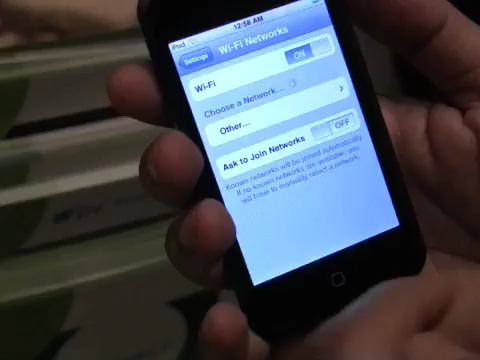 iPod
12:58 AM
Settings
Wi-Fi Networks
Wi-Fi
ON
Choose a Network...
Other...
Ask to Join Networks
OFF
Known networks will be joined automatically.
If no known networks are available, you
will have to manually select a network.